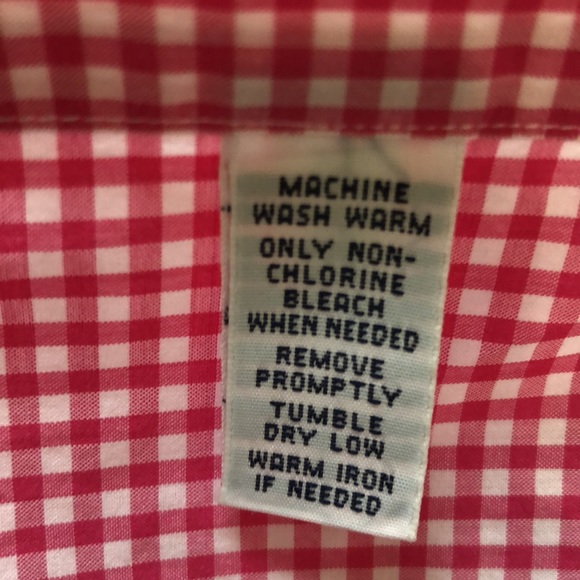 MACHINE
WASH WARM
ONLY NON-
CHLORINE
BLEACH
WHEN NEEDED
REMOVE
PROMPTLY
TUMBLE
DRY LOW
WARM IRON
IF NEEDED